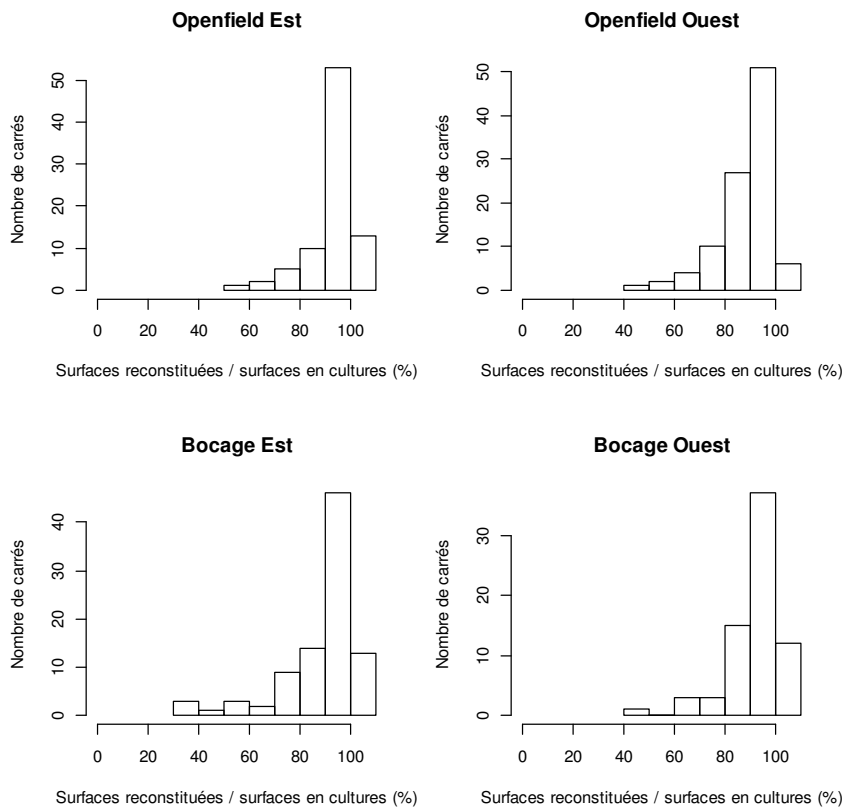 Openfield Est
Nombre de carrés
0 10 20 30 40 50
0 20 40 60 80 100
Surfaces reconstituées / surfaces en cultures (%)
Openfield Ouest
Nombre de carrés
0 10 20 30 40 50
0 20 40 60 80 100
Surfaces reconstituées / surfaces en cultures (%)
Bocage Est
Nombre de carrés
0 10 20 30 40
0 20 40 60 80 100
Surfaces reconstituées / surfaces en cultures (%)
Bocage Ouest
Nombre de carrés
0 10 20 30
0 20 40 60 80 100
Surfaces reconstituées / surfaces en cultures (%)